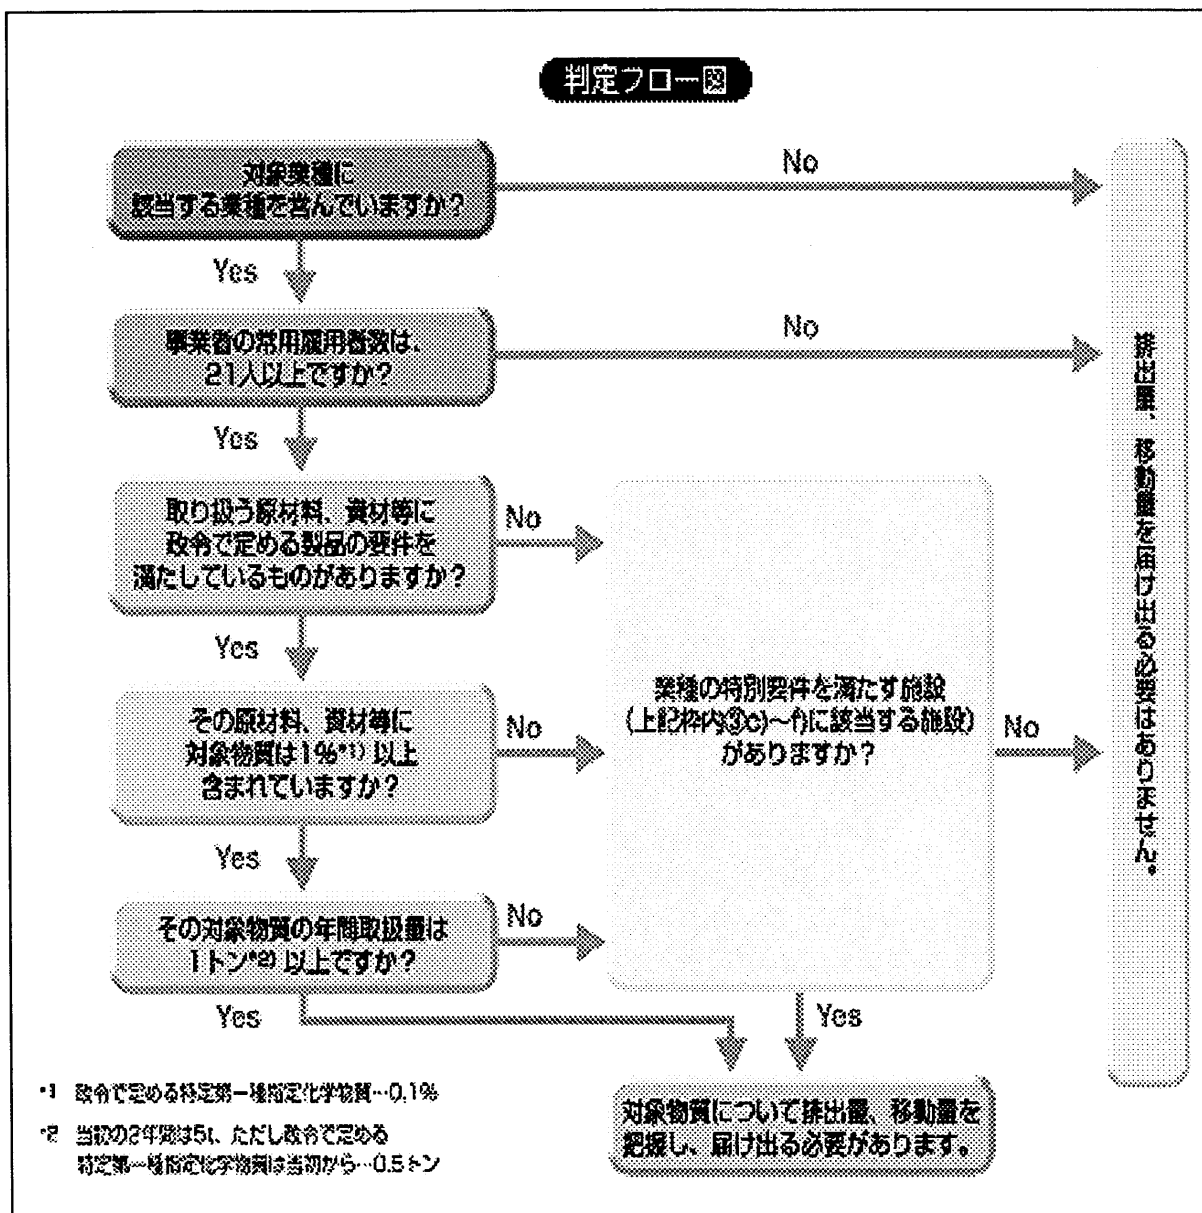 判定フロー図
対象業種に
該当する業種を営んでいますか？
No
Yes
事業者の常用雇用者数は、
21人以上ですか？
No
Yes
取り扱う原材料、資材等に
政令で定める製品の要件を
満たしているものがありますか？
No
Yes
その原材料、資材等に
対象物質は1%*1）以上
含まれていますか？
No
Yes
その対象物質の年間取扱量は
1トン*2）以上ですか？
No
Yes
業種の特別要件を満たす施設
(上記枠内③c)～f)に該当する施設)
がありますか？
No
Yes
排出量、移動量を届け出る必要はありません。
対象物質について排出量、移動量を
把握し、届け出る必要があります。
*1 政令で定める特定第一種指定化学物質…0.1%
*2 当初の2年間は5t、ただし政令で定める
特定第一種指定化学物質は当初から…0.5トン